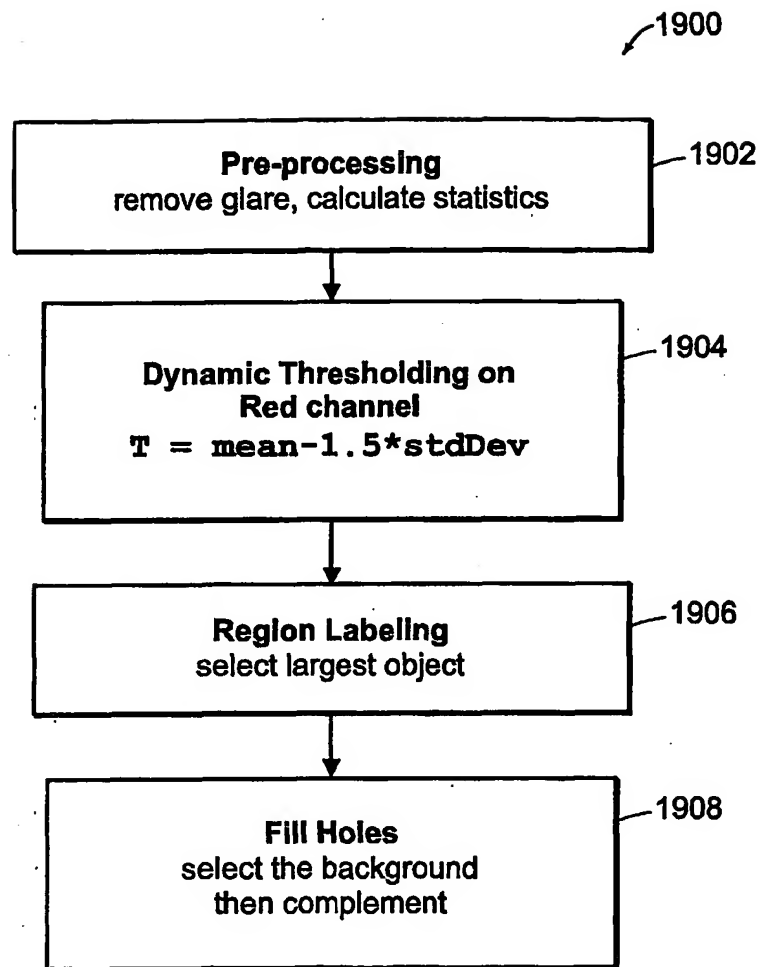 1900
Pre-processing
remove glare, calculate statistics
1902
Dynamic Thresholding on
Red channel
T = mean-1.5*stdDev
1904
Region Labeling
select largest object
1906
Fill Holes
select the background
then complement
1908